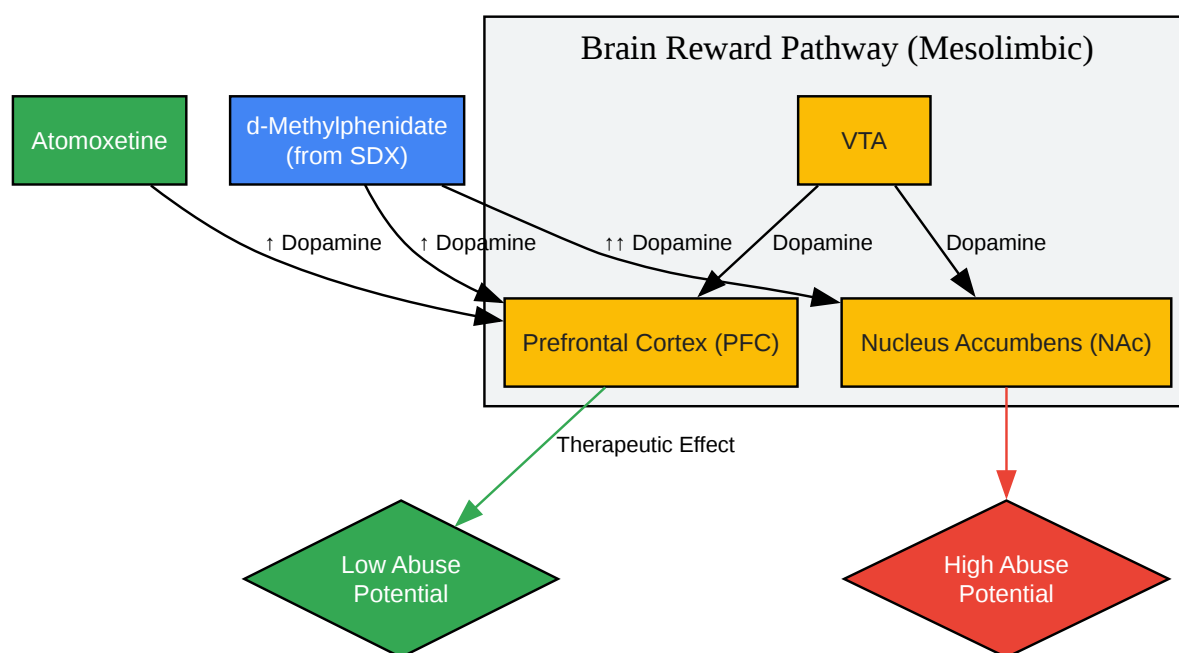 Brain Reward Pathway (Mesolimbic)
Atomoxetine
d-Methylphenidate
(from SDX)
VTA
↑ Dopamine
↑ Dopamine
↑↑ Dopamine
Dopamine
Dopamine
Prefrontal Cortex (PFC)
Nucleus Accumbens (NAc)
Therapeutic Effect
Low Abuse
Potential
High Abuse
Potential